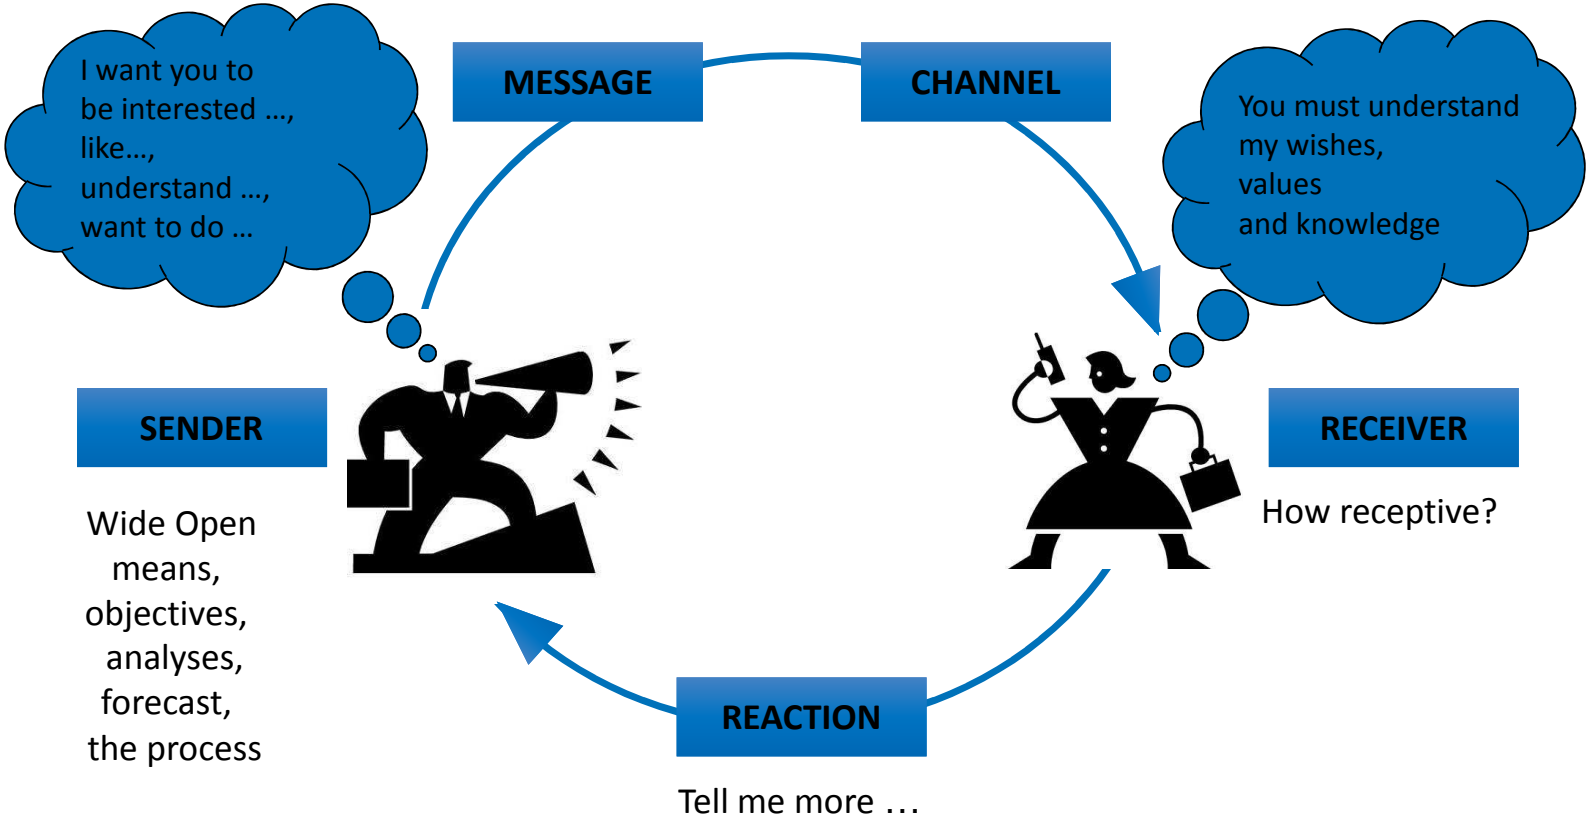 I want you to
be interested ...,
like...,
understand ...,
want to do ...
MESSAGE
CHANNEL
You must understand
my wishes,
values
and knowledge
SENDER
Wide Open
means,
objectives,
analyses,
forecast,
the process
RECEIVER
How receptive?
REACTION
Tell me more ...